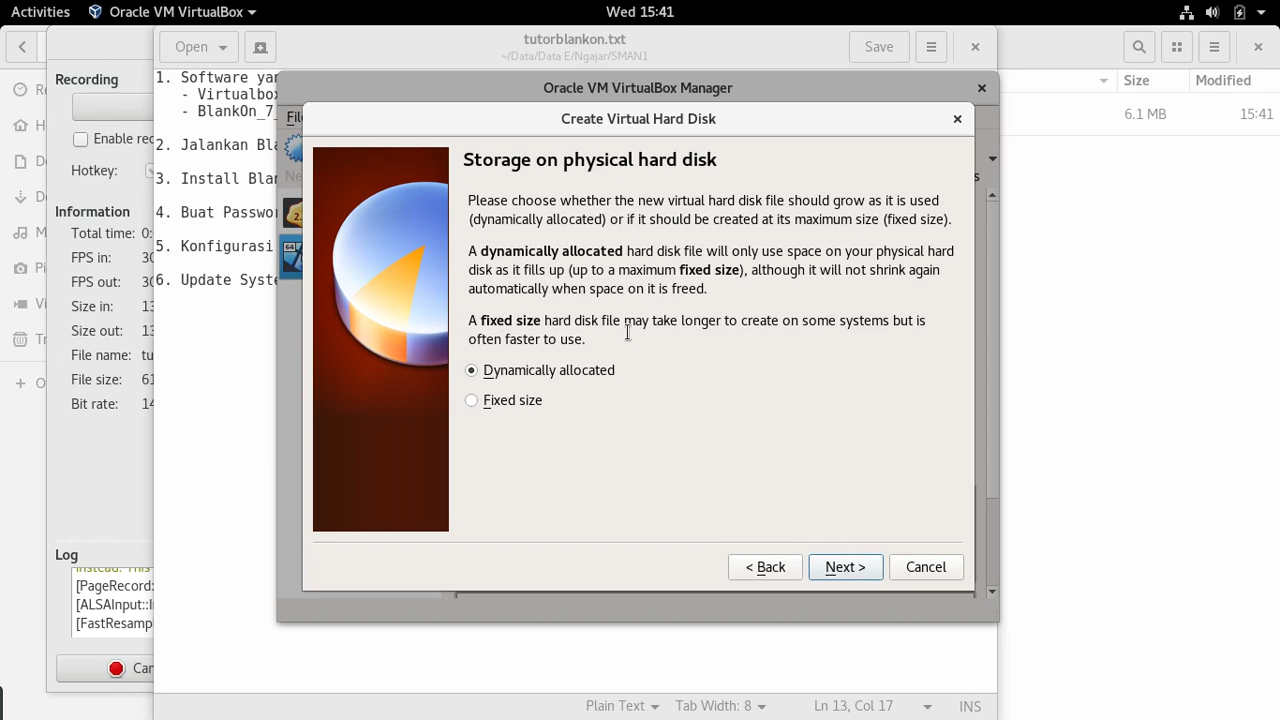 Activities
Oracle VM VirtualBox
Wed 15:41
Open
tutorblankon.txt
~/Data/Data E/Ngajar/SMAN1
Save
Size
Modified
6.1 MB
15:41
Recording
Enable rec
Hotkey:
Information
Total time: 0:
FPS in: 30
FPS out: 30
Size in: 13
Size out: 13
File name: tu
File size: 61
Bit rate: 14
Log
[PageRecord:
[ALSAInput::I
[FastResamp
1. Software yan
- Virtualbox
- BlankOn_7_
2. Jalankan Bla
3. Install Blan
4. Buat Passwor
5. Konfigurasi
6. Update Syste
Oracle VM VirtualBox Manager
Create Virtual Hard Disk
Storage on physical hard disk
Please choose whether the new virtual hard disk file should grow as it is used
(dynamically allocated) or if it should be created at its maximum size (fixed size).
A dynamically allocated hard disk file will only use space on your physical hard
disk as it fills up (up to a maximum fixed size), although it will not shrink again
automatically when space on it is freed.
A fixed size hard disk file may take longer to create on some systems but is
often faster to use.
Dynamically allocated
Fixed size
< Back
Next >
Cancel
Plain Text
Tab Width: 8
Ln 13, Col 17
INS